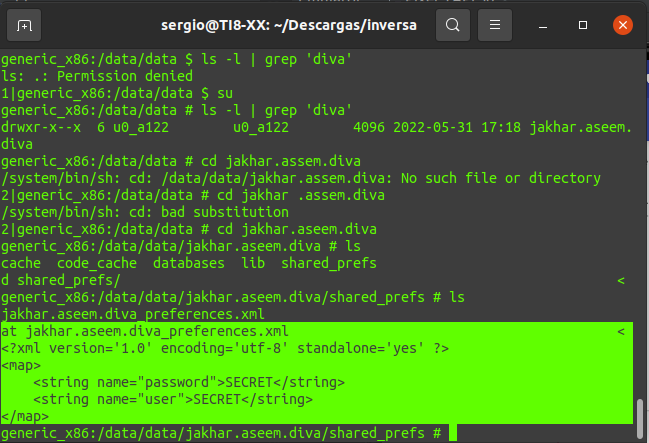 sergio@TI8-XX: ~/Descargas/inversa
generic_x86:/data/data $ ls -l | grep 'diva'
ls: .: Permission denied
1|generic_x86:/data/data $ su
generic_x86:/data/data # ls -l | grep 'diva'
drwxr-x--x  6 u0_a122        u0_a122        4096 2022-05-31 17:18 jakhar.aseem.
diva
generic_x86:/data/data # cd jakhar.assem.diva
/system/bin/sh: cd: /data/data/jakhar.assem.diva: No such file or directory
2|generic_x86:/data/data # cd jakhar .assem.diva
/system/bin/sh: cd: bad substitution
2|generic_x86:/data/data # cd jakhar.aseem.diva
generic_x86:/data/data/jakhar.aseem.diva # ls
cache  code_cache  databases  lib  shared_prefs
d shared_prefs/                                                            <
generic_x86:/data/data/jakhar.aseem.diva/shared_prefs # ls
jakhar.aseem.diva_preferences.xml
at jakhar.aseem.diva_preferences.xml                                       <
<?xml version='1.0' encoding='utf-8' standalone='yes' ?>
<map>
    <string name="password">SECRET</string>
    <string name="user">SECRET</string>
</map>
generic_x86:/data/data/jakhar.aseem.diva/shared_prefs #